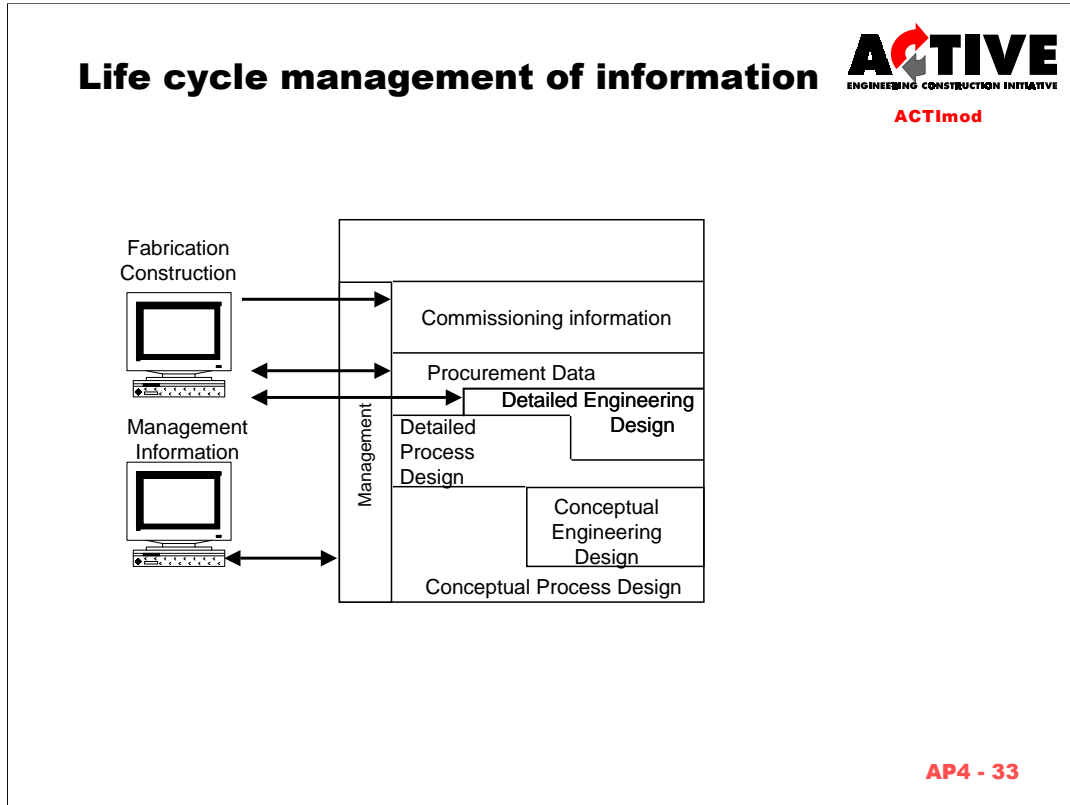 Life cycle management of information
ACTIVE
ENGINEERING CONSTRUCTION INITIATIVE
ACTImod
Fabrication
Construction
Commissioning information
Procurement Data
Detailed Engineering
Design
Management
Information
Management
Detailed
Process
Design
Conceptual
Engineering
Design
Conceptual Process Design
AP4 - 33